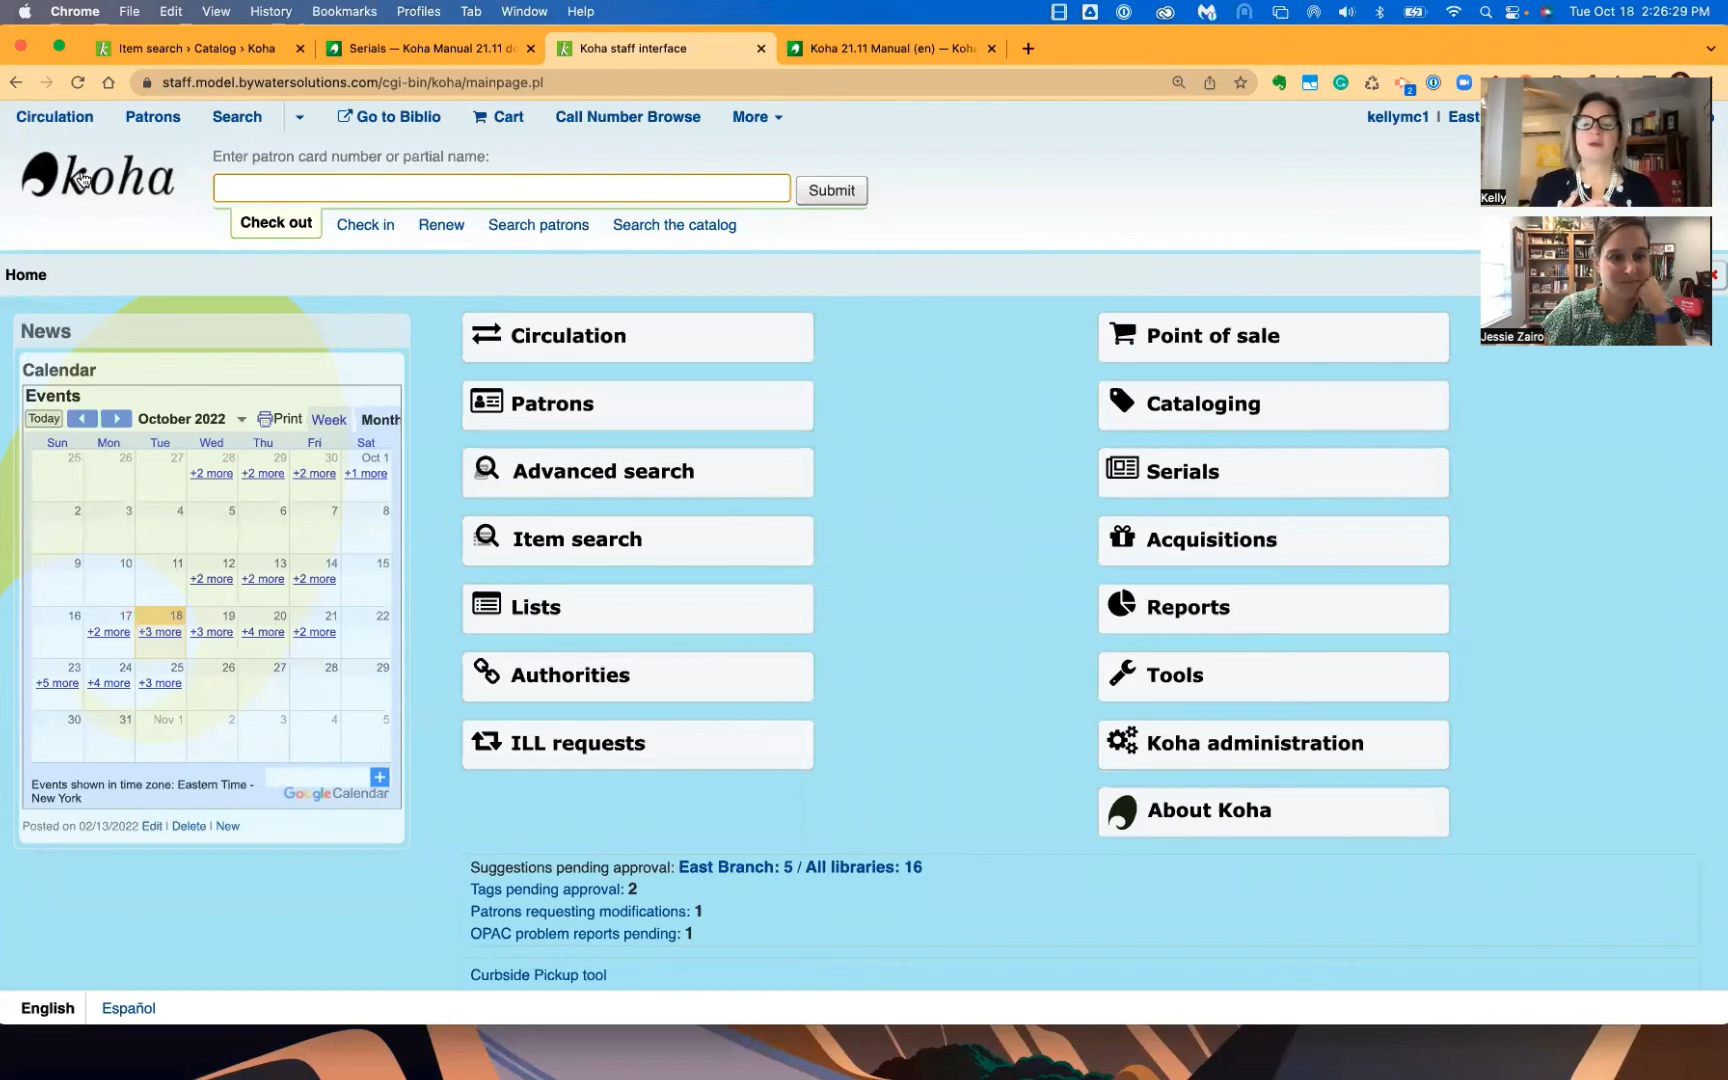 Chrome File Edit View History Bookmarks Profiles Tab Window Help Tue Oct 18 2:26:29 PM
Item search › Catalog › Koha Serials — Koha Manual 21.11 do Koha staff interface Koha 21.11 Manual (en) — Koh
staff.model.bywatersolutions.com/cgi-bin/koha/mainpage.pl 2
Circulation Patrons Search Go to Biblio Cart Call Number Browse More kellymc1 | East
koha
Enter patron card number or partial name:
Submit
Check out Check in Renew Search patrons Search the catalog
Kelly
Jessie Zairo
Home
News
Calendar
Events
Today October 2022 Print Week Month
Sun Mon Tue Wed Thu Fri Sat
25 26 27 28 29 30 Oct 1
+2 more +2 more +2 more +1 more
2 3 4 5 6 7 8
9 10 11 12 13 14 15
+2 more +2 more +2 more
16 17 18 19 20 21 22
+2 more +3 more +3 more +4 more +2 more
23 24 25 26 27 28 29
+5 more +4 more +3 more
30 31 Nov 1 2 3 4 5
Events shown in time zone: Eastern Time -
New York
Google Calendar
Posted on 02/13/2022 Edit | Delete | New
Circulation
Patrons
Advanced search
Item search
Lists
Authorities
ILL requests
Point of sale
Cataloging
Serials
Acquisitions
Reports
Tools
Koha administration
About Koha
Suggestions pending approval: East Branch: 5 / All libraries: 16
Tags pending approval: 2
Patrons requesting modifications: 1
OPAC problem reports pending: 1
Curbside Pickup tool
English Español